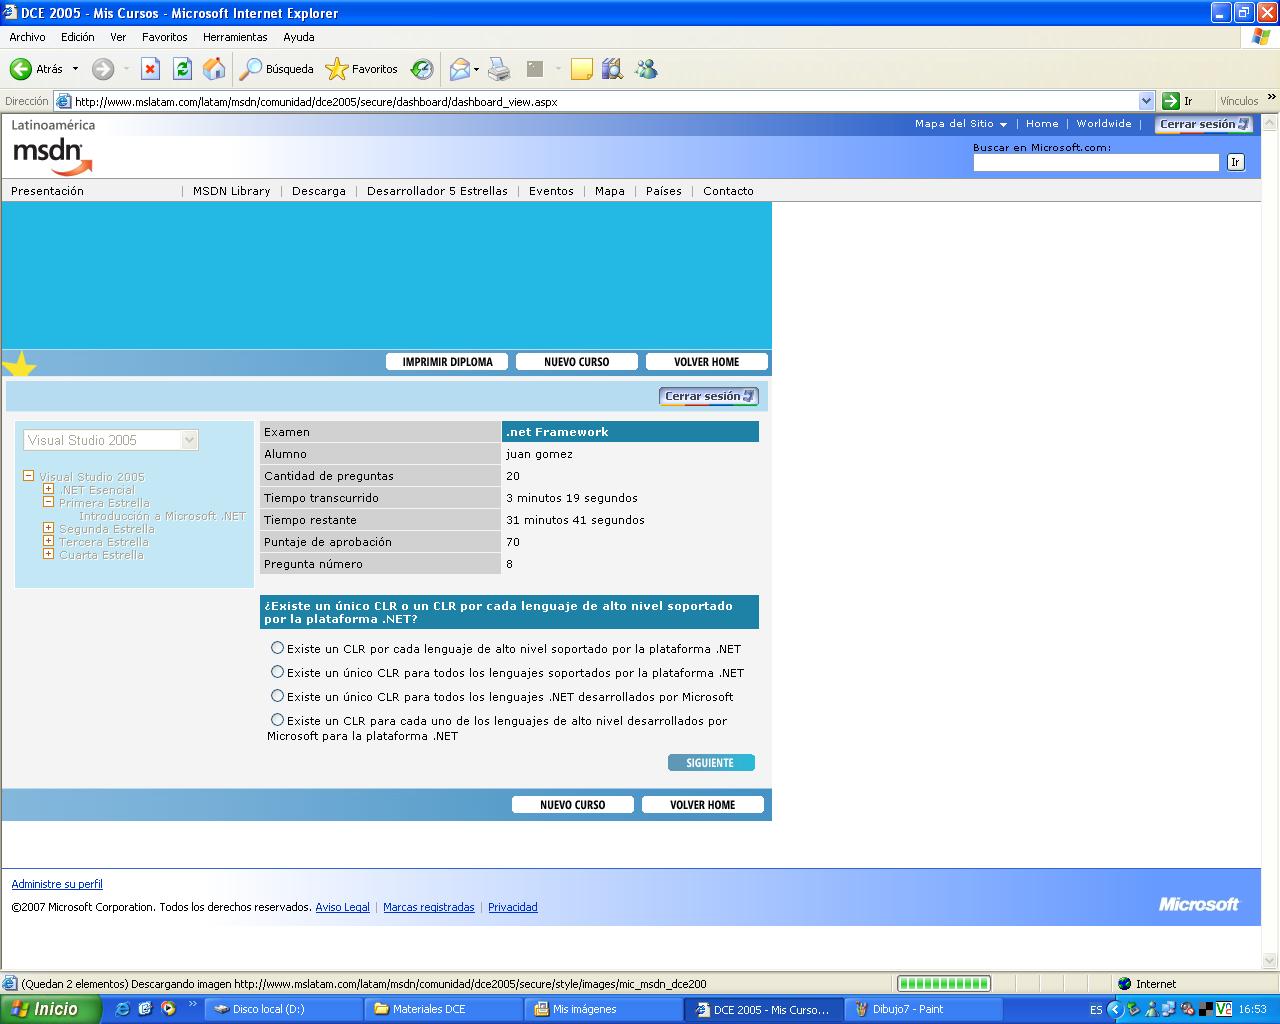 DCE 2005 - Mis Cursos - Microsoft Internet Explorer
Archivo Edición Ver Favoritos Herramientas Ayuda
Atrás Búsqueda Favoritos
Dirección http://www.mslatam.com/latam/msdn/comunidad/dce2005/secure/dashboard/dashboard_view.aspx Ir Vínculos »
Latinoamérica Mapa del Sitio | Home | Worldwide | Cerrar sesión
msdn
Buscar en Microsoft.com:
Ir
Presentación | MSDN Library | Descarga | Desarrollador 5 Estrellas | Eventos | Mapa | Países | Contacto
IMPRIMIR DIPLOMA NUEVO CURSO VOLVER HOME
Cerrar sesión
Visual Studio 2005
Visual Studio 2005
.NET Esencial
Primera Estrella
Introducción a Microsoft .NET
Segunda Estrella
Tercera Estrella
Cuarta Estrella
Examen .net Framework
Alumno juan gomez
Cantidad de preguntas 20
Tiempo transcurrido 3 minutos 19 segundos
Tiempo restante 31 minutos 41 segundos
Puntaje de aprobación 70
Pregunta número 8
¿Existe un único CLR o un CLR por cada lenguaje de alto nivel soportado
por la plataforma .NET?
Existe un CLR por cada lenguaje de alto nivel soportado por la plataforma .NET
Existe un único CLR para todos los lenguajes soportados por la plataforma .NET
Existe un único CLR para todos los lenguajes .NET desarrollados por Microsoft
Existe un CLR para cada uno de los lenguajes de alto nivel desarrollados por
Microsoft para la plataforma .NET
SIGUIENTE
NUEVO CURSO VOLVER HOME
Administre su perfil
©2007 Microsoft Corporation. Todos los derechos reservados. Aviso Legal | Marcas registradas | Privacidad
Microsoft
(Quedan 2 elementos) Descargando imagen http://www.mslatam.com/latam/msdn/comunidad/dce2005/secure/style/images/mic_msdn_dce200 Internet
Inicio » Disco local (D:) Materiales DCE Mis imágenes DCE 2005 - Mis Curso... Dibujo7 - Paint ES 16:53